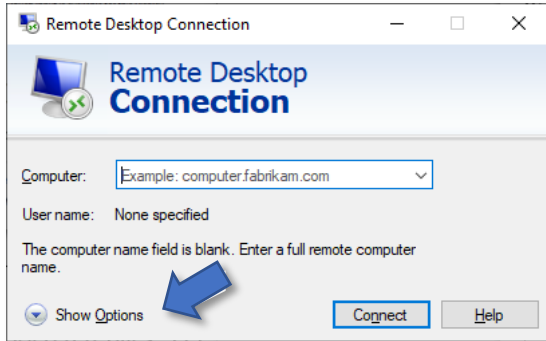 Remote Desktop Connection
Remote Desktop
Connection
Computer: Example: computer.fabrikam.com
User name: None specified
The computer name field is blank. Enter a full remote computer
name.
Show Options Connect Help